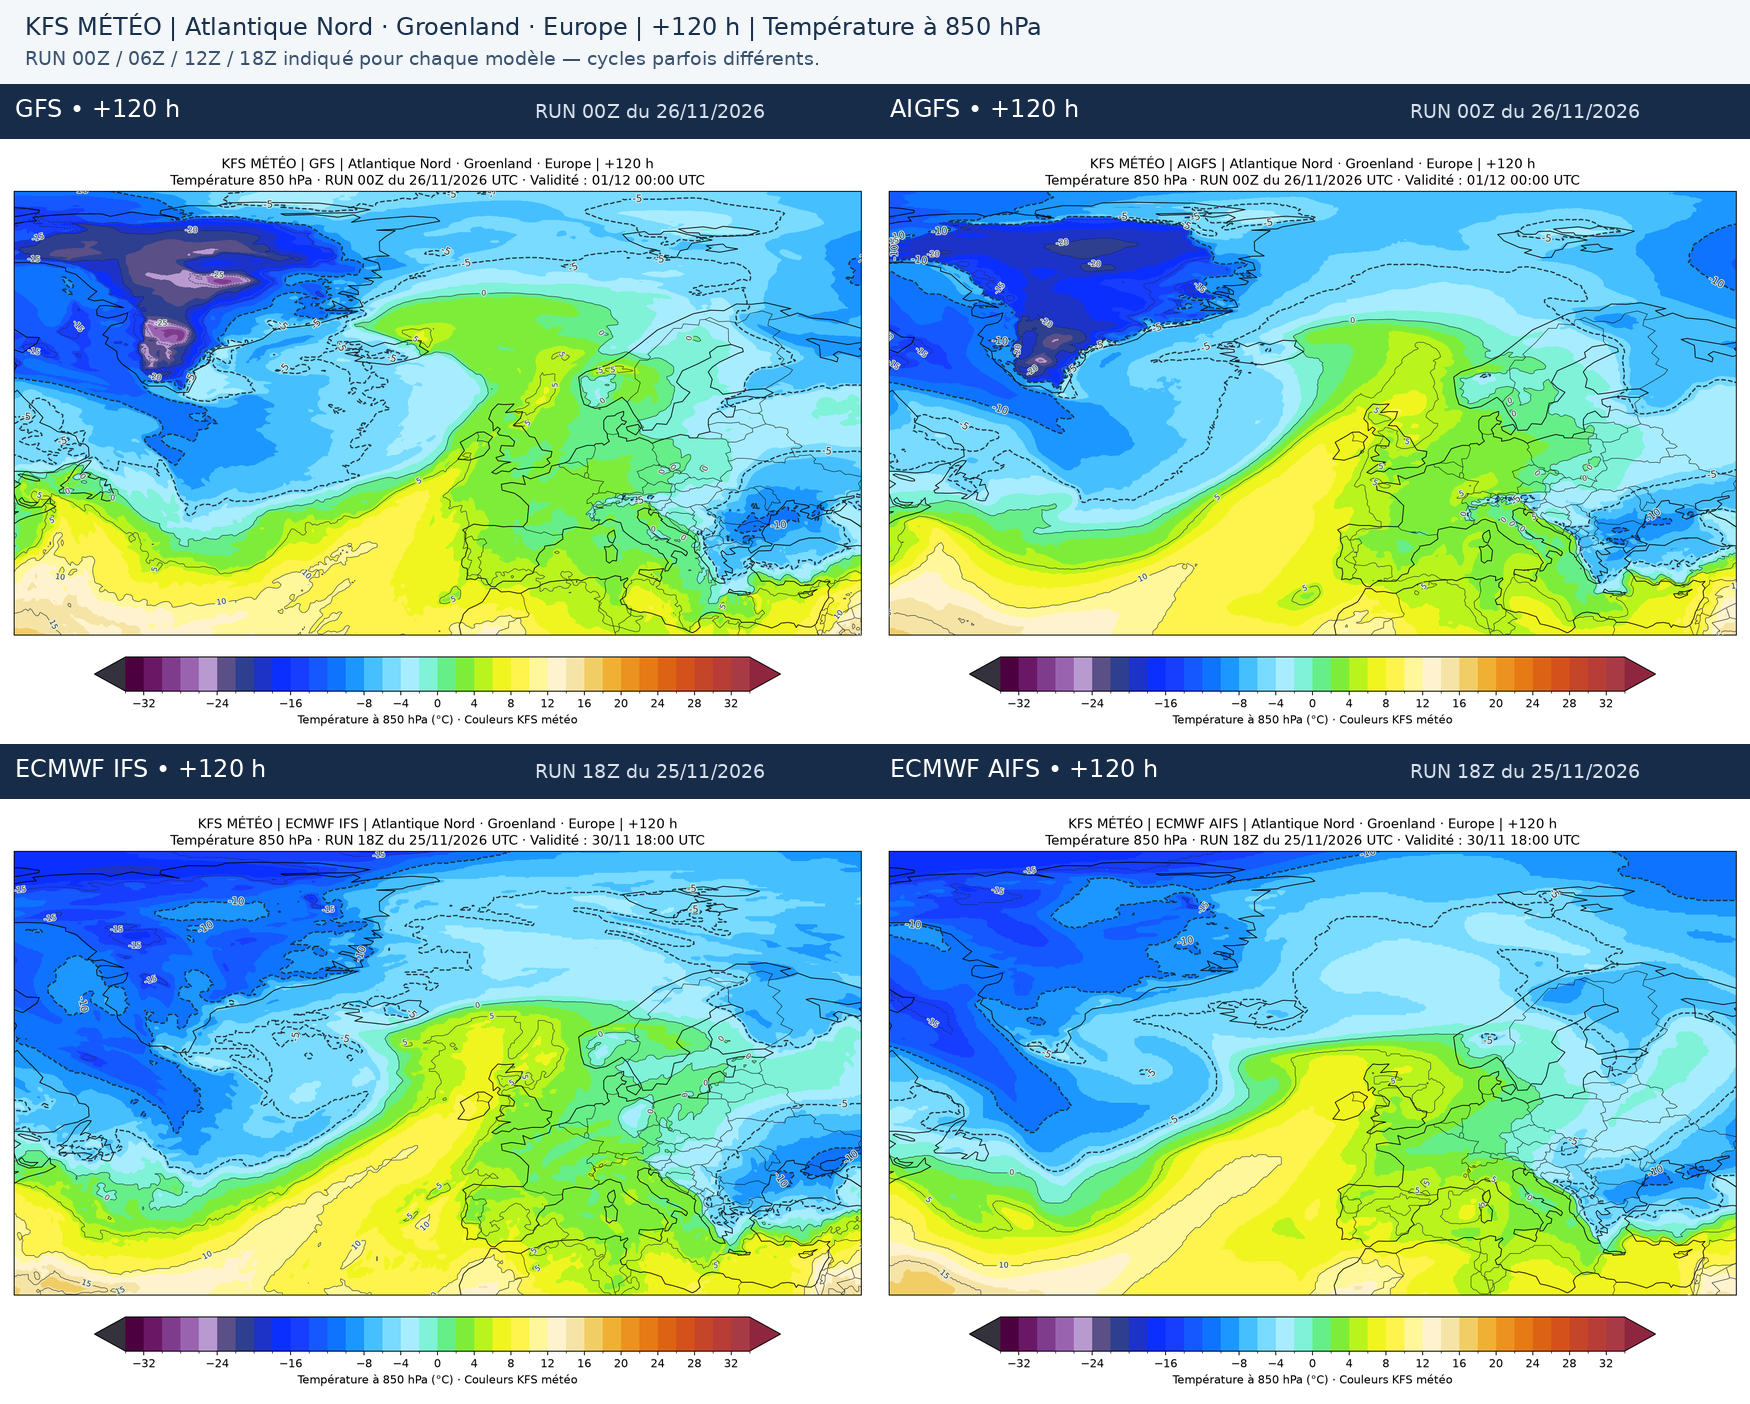 KFS MÉTÉO | Atlantique Nord · Groenland · Europe | +120 h | Température à 850 hPa
RUN 00Z / 06Z / 12Z / 18Z indiqué pour chaque modèle — cycles parfois différents.
GFS • +120 h
RUN 00Z du 26/11/2026
KFS MÉTÉO | GFS | Atlantique Nord · Groenland · Europe | +120 h
Température 850 hPa · RUN 00Z du 26/11/2026 UTC · Validité : 01/12 00:00 UTC
−32 −24 −16 −8 −4 0 4 8 12 16 20 24 28 32
Température à 850 hPa (°C) · Couleurs KFS météo
AIGFS • +120 h
RUN 00Z du 26/11/2026
KFS MÉTÉO | AIGFS | Atlantique Nord · Groenland · Europe | +120 h
Température 850 hPa · RUN 00Z du 26/11/2026 UTC · Validité : 01/12 00:00 UTC
−32 −24 −16 −8 −4 0 4 8 12 16 20 24 28 32
Température à 850 hPa (°C) · Couleurs KFS météo
ECMWF IFS • +120 h
RUN 18Z du 25/11/2026
KFS MÉTÉO | ECMWF IFS | Atlantique Nord · Groenland · Europe | +120 h
Température 850 hPa · RUN 18Z du 25/11/2026 UTC · Validité : 30/11 18:00 UTC
−32 −24 −16 −8 −4 0 4 8 12 16 20 24 28 32
Température à 850 hPa (°C) · Couleurs KFS météo
ECMWF AIFS • +120 h
RUN 18Z du 25/11/2026
KFS MÉTÉO | ECMWF AIFS | Atlantique Nord · Groenland · Europe | +120 h
Température 850 hPa · RUN 18Z du 25/11/2026 UTC · Validité : 30/11 18:00 UTC
−32 −24 −16 −8 −4 0 4 8 12 16 20 24 28 32
Température à 850 hPa (°C) · Couleurs KFS météo